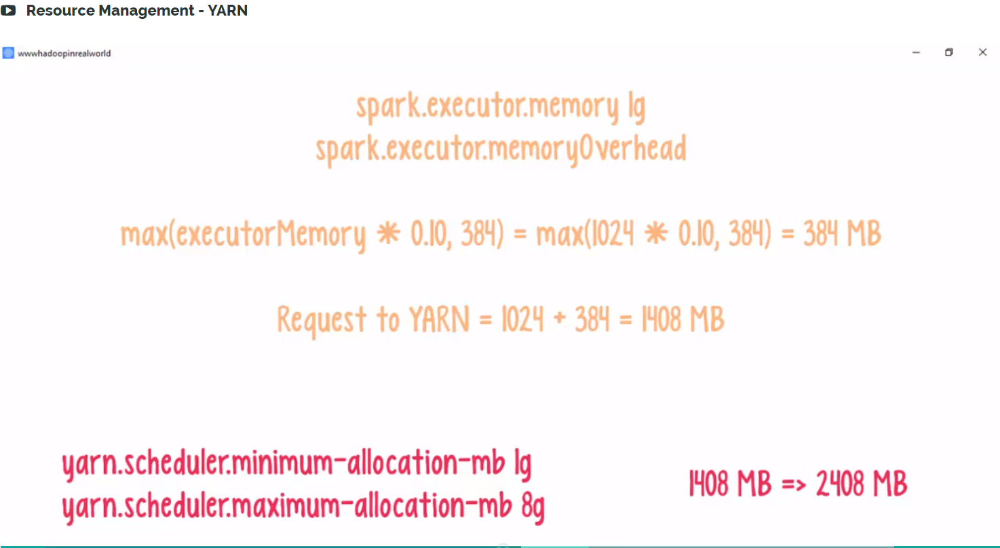 Resource Management - YARN
wwwhadoopinrealworld
spark.executor.memory 1g
spark.executor.memoryOverhead
max(executorMemory * 0.10, 384) = max(1024 * 0.10, 384) = 384 MB
Request to YARN = 1024 + 384 = 1408 MB
yarn.scheduler.minimum-allocation-mb 1g
yarn.scheduler.maximum-allocation-mb 8g
1408 MB => 2408 MB